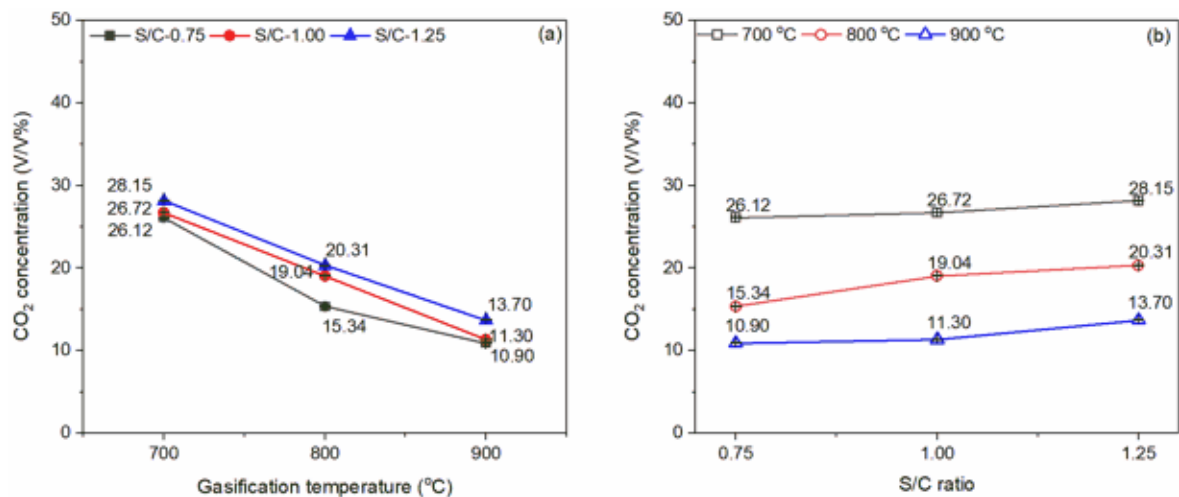 50
40
30
20
10
0
CO2 concentration (V/V%)
S/C-0.75 S/C-1.00 S/C-1.25
(a)
28.15
26.72
26.12
20.31
19.04
15.34
13.70
11.30
10.90
700 800 900
Gasification temperature (°C)
50
40
30
20
10
0
CO2 concentration (V/V%)
700 °C 800 °C 900 °C
(b)
26.12 26.72 28.15
15.34 19.04 20.31
10.90 11.30 13.70
0.75 1.00 1.25
S/C ratio